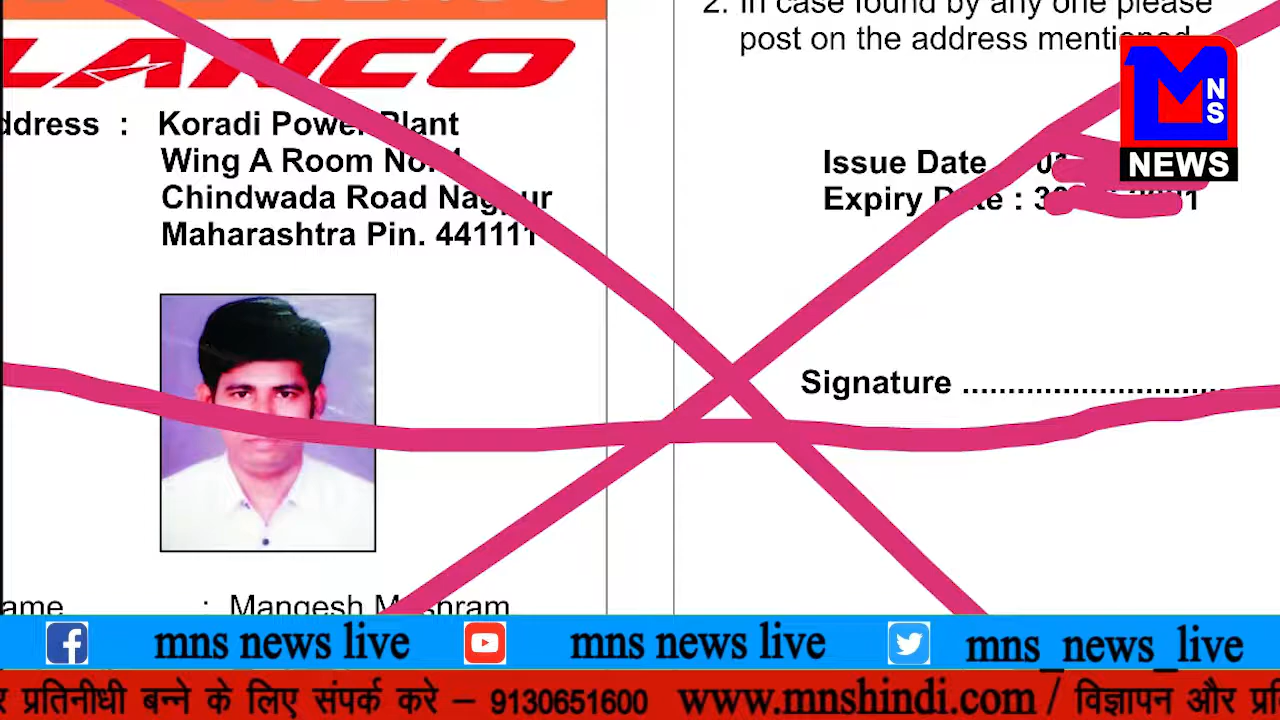 2. In case found by any one please
post on the address mentioned
LANCO
ddress : Koradi Power Plant
Wing A Room No.
Chindwada Road Nagpur
Maharashtra Pin. 441111
Issue Date
Expiry Date :
Signature ..............................
ame : Mangesh Meshram
MNS
NEWS
mns news live
mns news live
mns_news_live
र प्रतिनीधी बन्ने के लिए संपर्क करे – 9130651600 www.mnshindi.com / विज्ञापन और प्रति